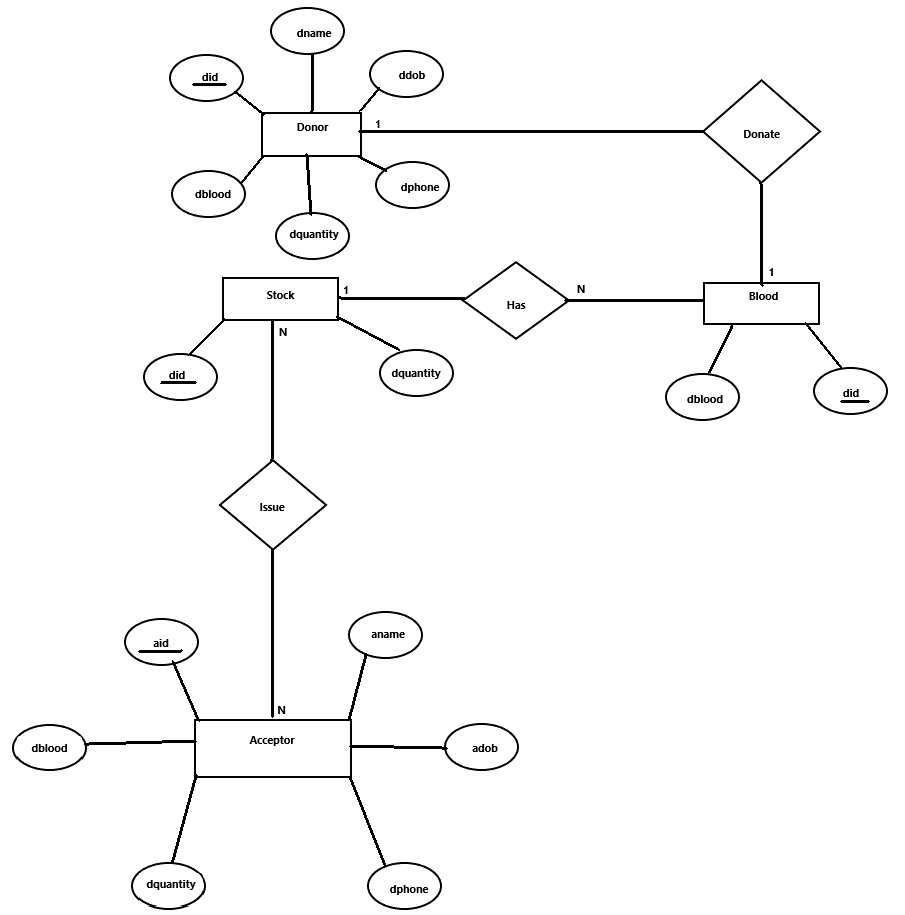 dname
did
ddob
Donor
1
Donate
dblood
dphone
dquantity
1
Stock
1
Has
N
Blood
N
did
dquantity
dblood
did
Issue
aid
aname
N
Acceptor
dblood
adob
dquantity
dphone